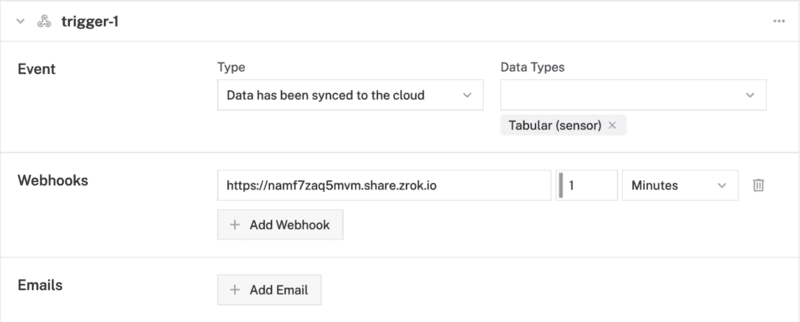 trigger-1
Event
Type
Data Types
Data has been synced to the cloud
Tabular (sensor)
Webhooks
https://namf7zaq5mvm.share.zrok.io
1
Minutes
Add Webhook
Emails
Add Email